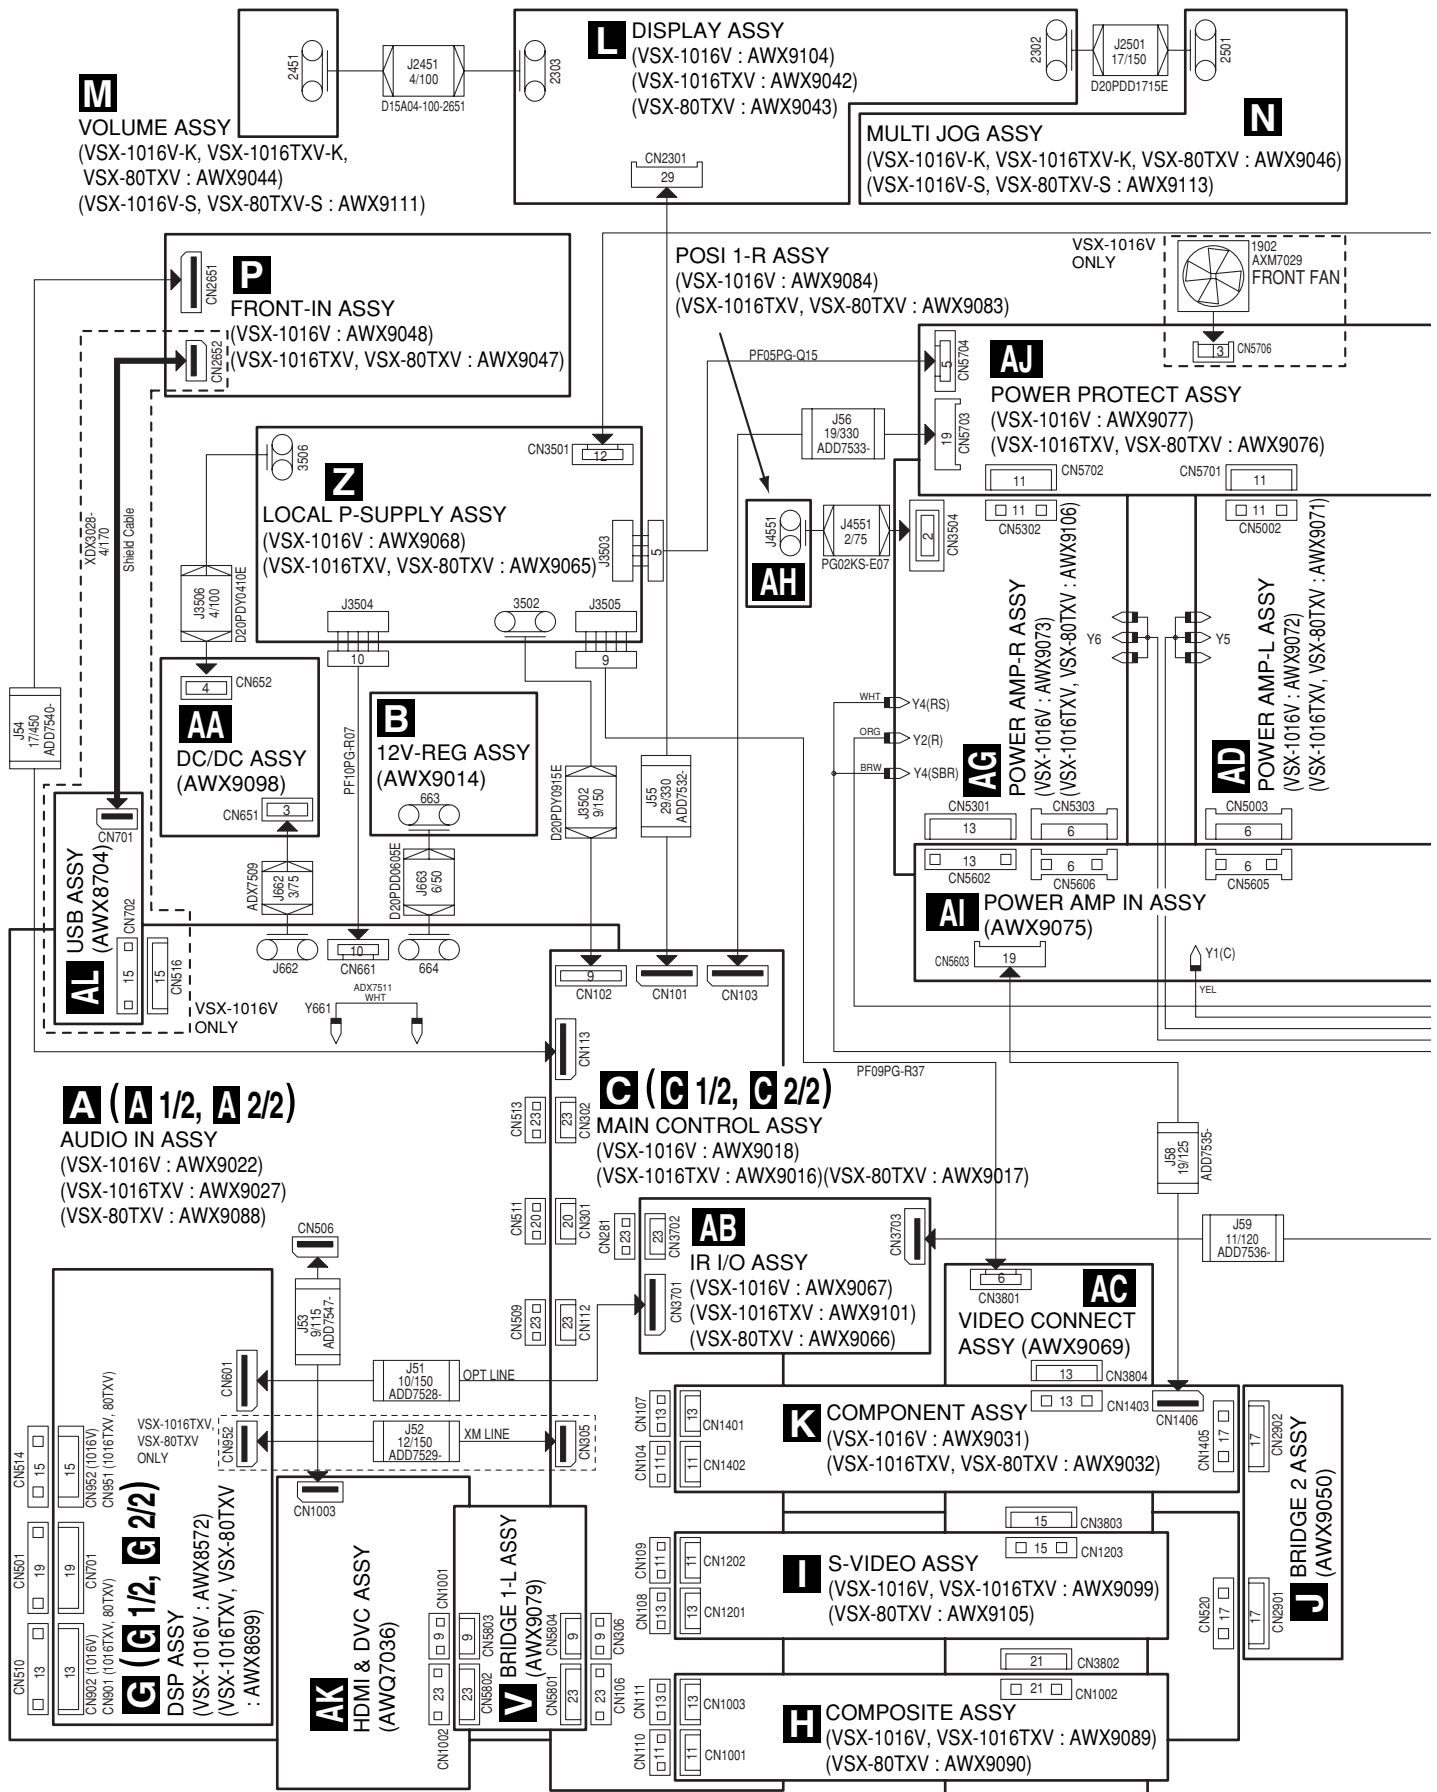 2451
J2451
4/100
D15A04-100-2651
2303
L
DISPLAY ASSY
(VSX-1016V : AWX9104)
(VSX-1016TXV : AWX9042)
(VSX-80TXV : AWX9043)
CN2301
29
2302
J2501
17/150
D20PDD1715E
2501
M
VOLUME ASSY
(VSX-1016V-K, VSX-1016TXV-K,
VSX-80TXV : AWX9044)
(VSX-1016V-S, VSX-80TXV-S : AWX9111)
N
MULTI JOG ASSY
(VSX-1016V-K, VSX-1016TXV-K, VSX-80TXV : AWX9046)
(VSX-1016V-S, VSX-80TXV-S : AWX9113)
CN2651
P
FRONT-IN ASSY
(VSX-1016V : AWX9048)
(VSX-1016TXV, VSX-80TXV : AWX9047)
CN2652
POSI 1-R ASSY
(VSX-1016V : AWX9084)
(VSX-1016TXV, VSX-80TXV : AWX9083)
VSX-1016V
ONLY
1902
AXM7029
FRONT FAN
3
CN5706
PF05PG-Q15
5
CN5704
AJ
POWER PROTECT ASSY
(VSX-1016V : AWX9077)
(VSX-1016TXV, VSX-80TXV : AWX9076)
J56
19/330
ADD7533-
19
CN5703
CN5702
11
CN5701
11
11
CN5302
11
CN5002
3506
CN3501
12
Z
LOCAL P-SUPPLY ASSY
(VSX-1016V : AWX9068)
(VSX-1016TXV, VSX-80TXV : AWX9065)
J3503
5
J3504
10
3502
J3505
9
XDX3028-
4/170
Shield Cable
J3506
4/100
D20PDY0410E
J4551
AH
J4551
2/75
PG02KS-E07
2
CN3504
AG
POWER AMP-R ASSY
(VSX-1016V : AWX9073)
(VSX-1016TXV, VSX-80TXV : AWX9106)
Y6
Y5
AD
POWER AMP-L ASSY
(VSX-1016V : AWX9072)
(VSX-1016TXV, VSX-80TXV : AWX9071)
WHT
Y4(RS)
ORG
Y2(R)
BRW
Y4(SBR)
J54
17/450
ADD7540-
4
CN652
AA
DC/DC ASSY
(AWX9098)
CN651
3
PF10PG-R07
B
12V-REG ASSY
(AWX9014)
663
J3502
9/150
D20PDY0915E
J55
29/330
ADD7532-
CN5301
13
CN5303
6
CN5003
6
13
CN5602
6
CN5606
6
CN5605
AI
POWER AMP IN ASSY
(AWX9075)
CN5603
19
Y1(C)
YEL
CN701
USB ASSY
(AWX8704)
AL
CN702
15
15
CN516
VSX-1016V
ONLY
ADX7509
J662
3/75
J662
10
CN661
D20PDD0605E
J663
6/50
664
Y661
ADX7511
WHT
9
CN102
CN101
CN103
CN113
PF09PG-R37
A (A 1/2, A 2/2)
AUDIO IN ASSY
(VSX-1016V : AWX9022)
(VSX-1016TXV : AWX9027)
(VSX-80TXV : AWX9088)
CN513
23
23
CN302
C (C 1/2, C 2/2)
MAIN CONTROL ASSY
(VSX-1016V : AWX9018)
(VSX-1016TXV : AWX9016)(VSX-80TXV : AWX9017)
J58
19/125
ADD7535-
CN511
20
20
CN301
CN506
CN281
23
23
CN3702
AB
IR I/O ASSY
(VSX-1016V : AWX9067)
(VSX-1016TXV : AWX9101)
(VSX-80TXV : AWX9066)
CN3703
CN3701
J59
11/120
ADD7536-
J53
9/115
ADD7547-
CN509
23
23
CN112
6
CN3801
AC
VIDEO CONNECT
ASSY (AWX9069)
13
CN3804
CN601
J51
10/150
ADD7528-
OPT LINE
VSX-1016TXV,
VSX-80TXV
ONLY
CN952
J52
12/150
ADD7529-
XM LINE
CN305
CN107
13
13
CN1401
CN104
11
11
CN1402
K
COMPONENT ASSY
(VSX-1016V : AWX9031)
(VSX-1016TXV, VSX-80TXV : AWX9032)
13
CN1403
CN1406
CN1405
17
17
CN2902
BRIDGE 2 ASSY
(AWX9050)
J
CN514
15
15
CN952 (1016V)
CN951 (1016TXV, 80TXV)
CN501
19
19
CN701
CN510
13
13
CN902 (1016V)
CN901 (1016TXV, 80TXV)
G (G 1/2, G 2/2)
DSP ASSY
(VSX-1016V : AWX8572)
(VSX-1016TXV, VSX-80TXV
: AWX8699)
CN1003
AK
HDMI & DVC ASSY
(AWQ7036)
CN1001
9
9
CN5803
23
CN1002
23
CN5802
V
BRIDGE 1-L ASSY
(AWX9079)
CN5804
9
9
CN306
CN5801
23
23
CN106
CN109
11
11
CN1202
CN108
13
13
CN1201
I
S-VIDEO ASSY
(VSX-1016V, VSX-1016TXV : AWX9099)
(VSX-80TXV : AWX9105)
15
CN3803
15
CN1203
CN520
17
17
CN2901
21
CN3802
21
CN1002
CN111
13
13
CN1003
CN110
11
11
CN1001
H
COMPOSITE ASSY
(VSX-1016V, VSX-1016TXV : AWX9089)
(VSX-80TXV : AWX9090)